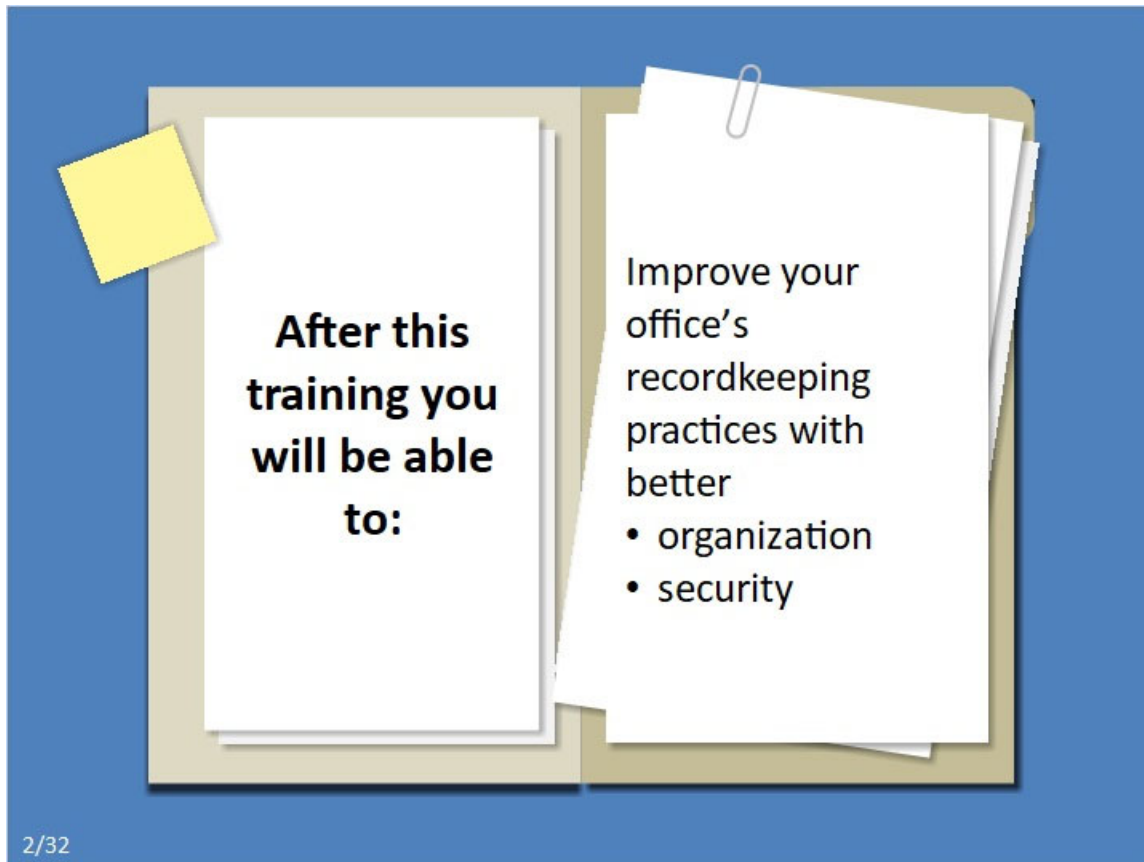 After this
training you
will be able
to:
Improve your
office’s
recordkeeping
practices with
better
• organization
• security
2/32